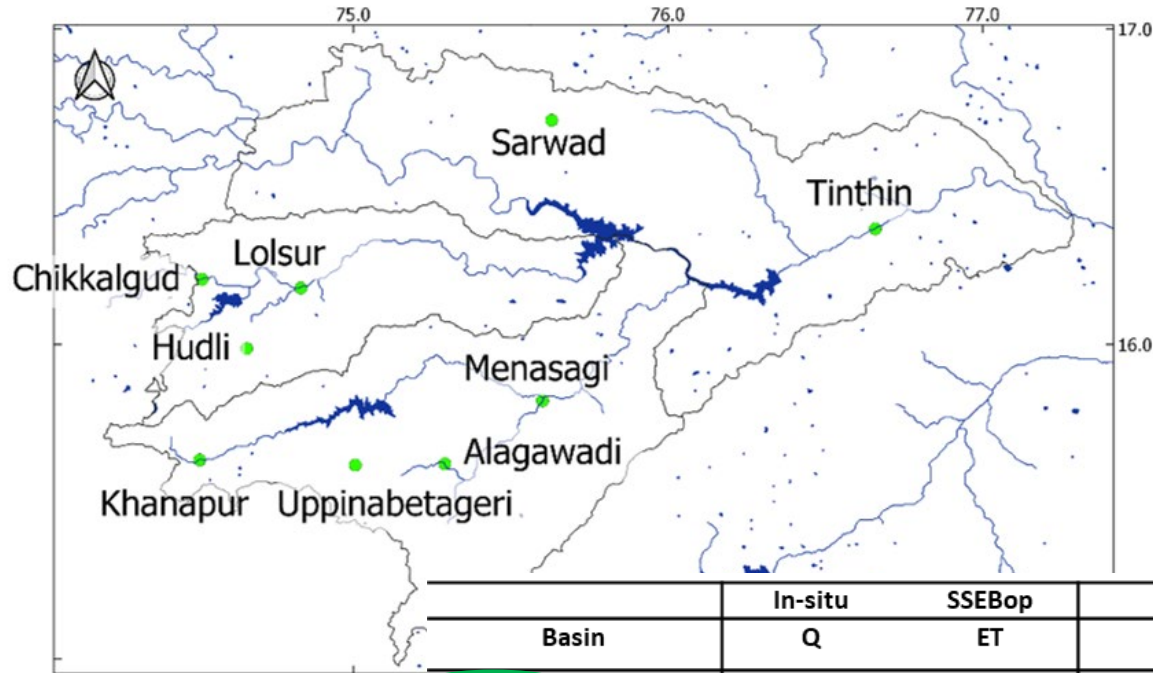 75.0 76.0 77.0
17.0
Sarwad
Tinthin
Lolsur
Chikkalgud
Hudli
16.0
Menasagi
Alagawadi
Khanapur Uppinabetageri
In-situ SSEBop
Basin Q ET